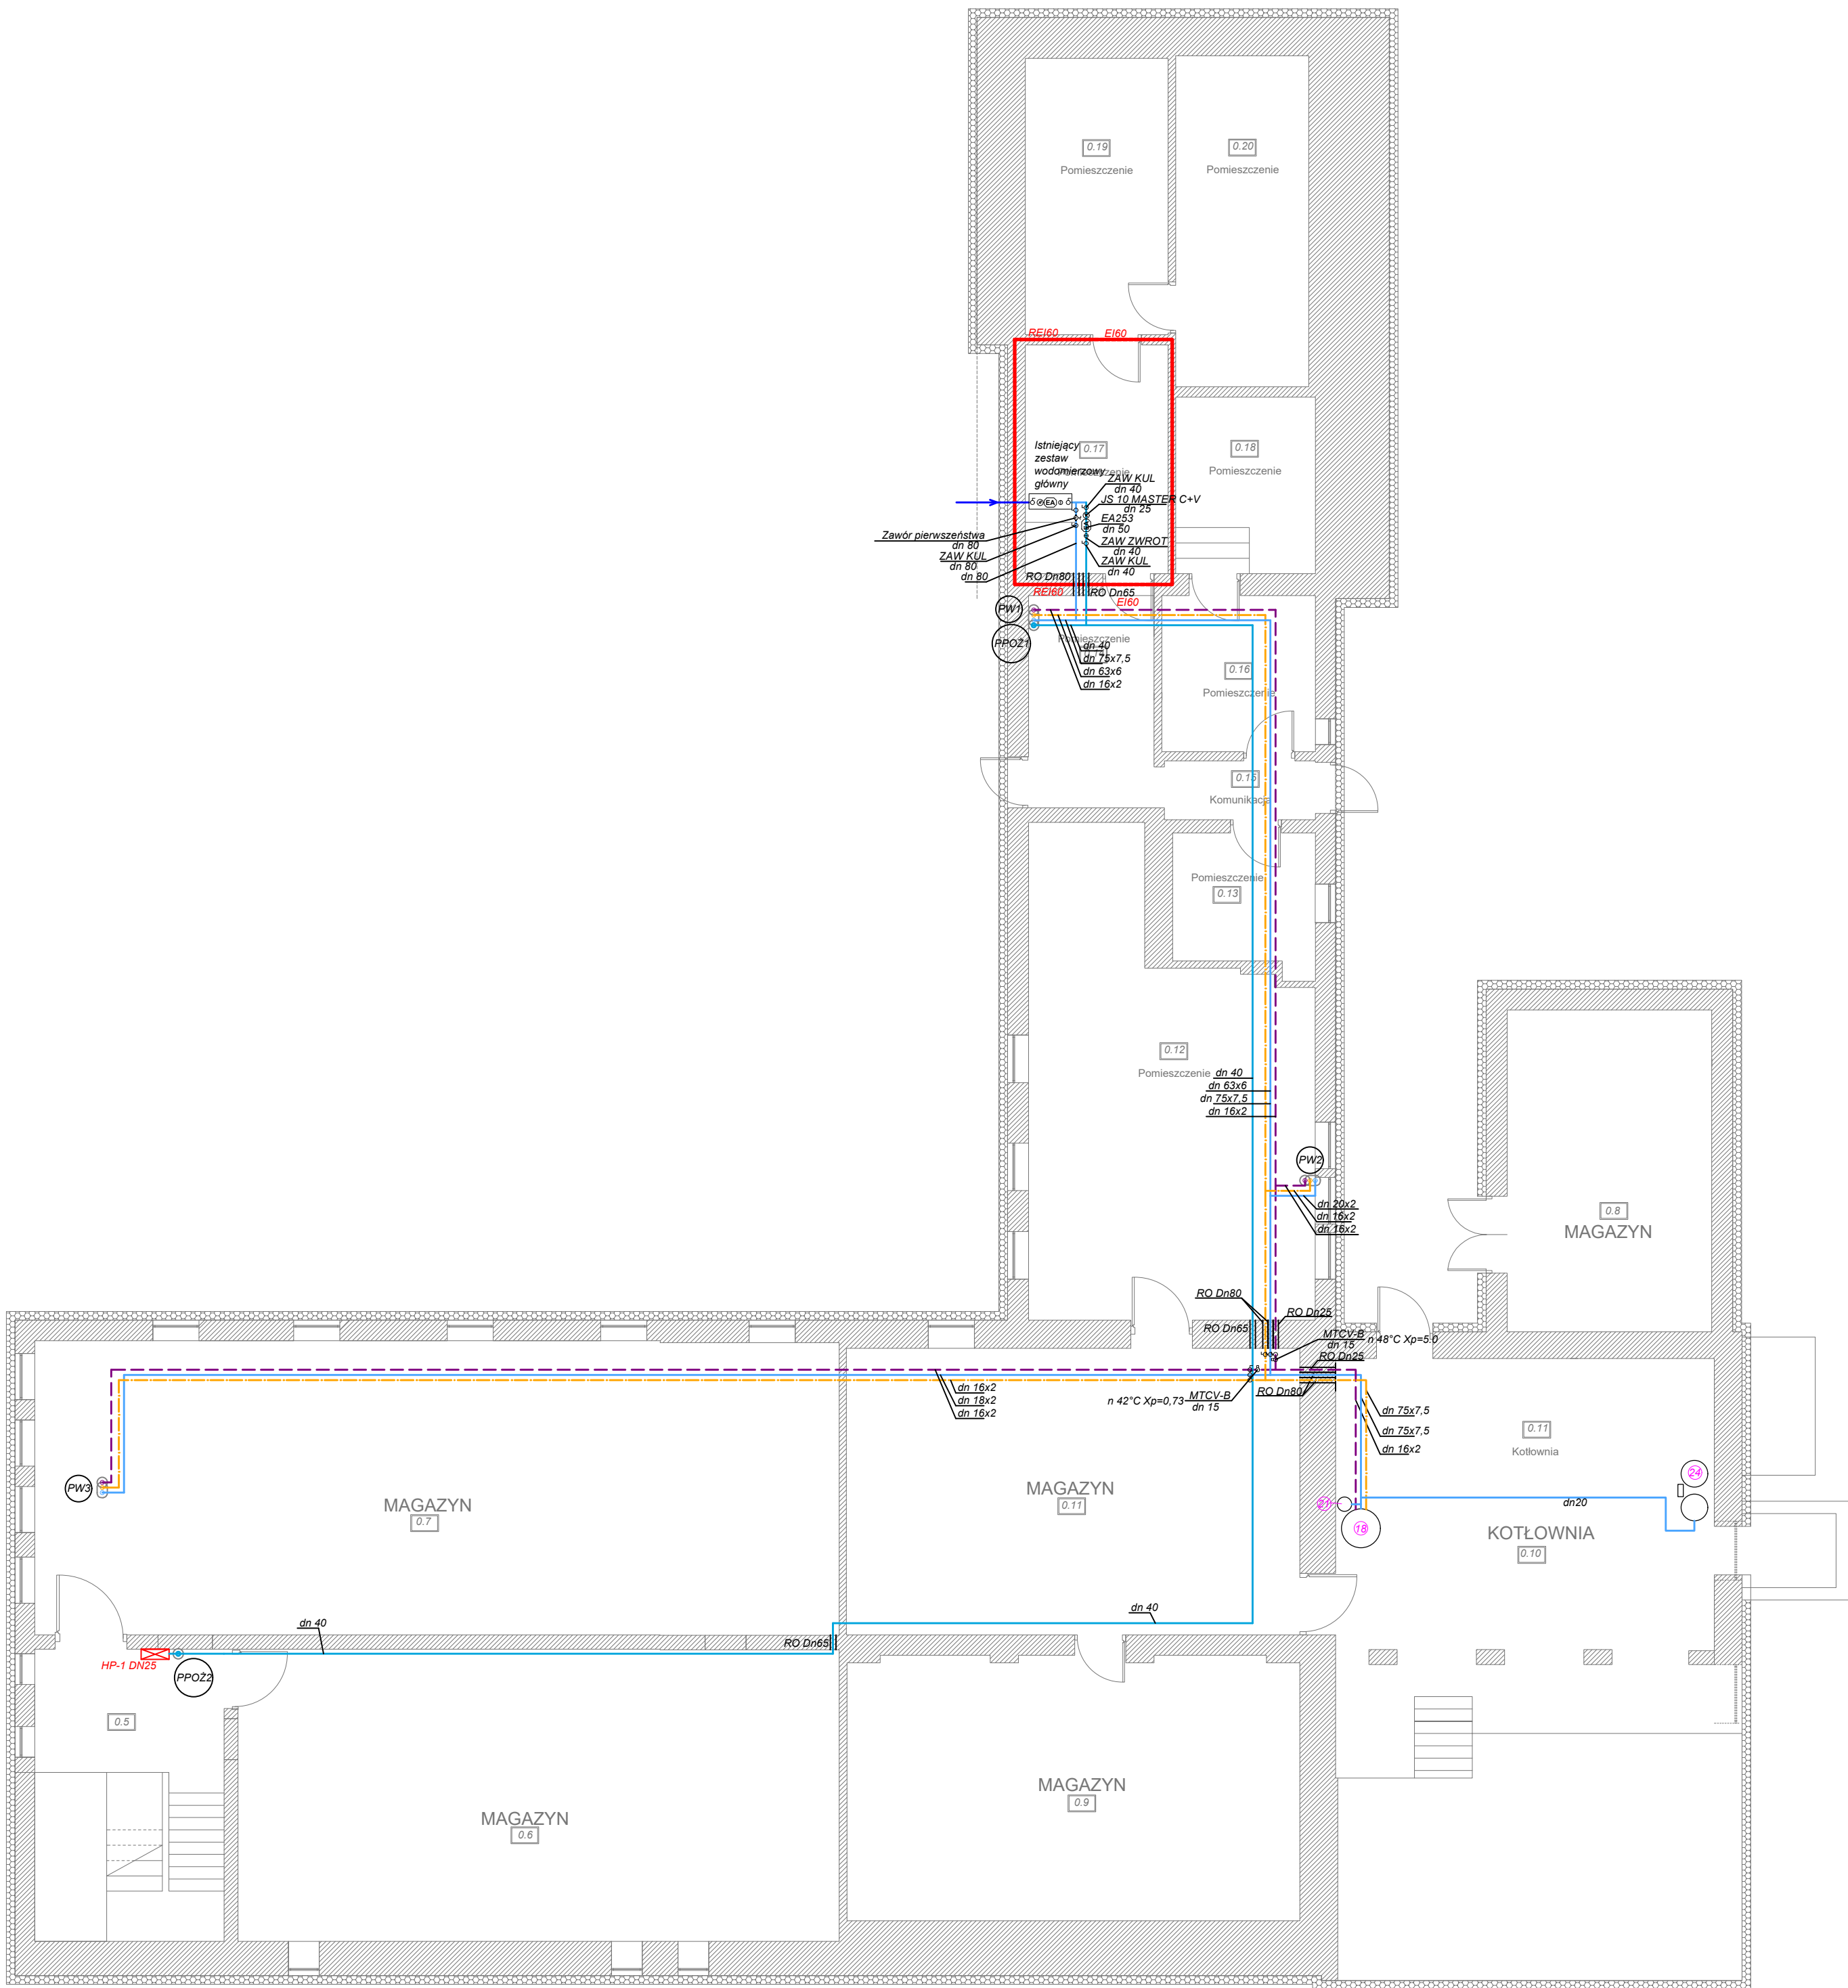 0.19
Pomieszczenie
0.20
Pomieszczenie
REI60
EI60
Istniejący
zestaw
wodomierzowy
główny
0.17
Pomieszczenie
0.18
Pomieszczenie
EA
ZAW KUL
dn 40
JS 10 MASTER C+V
dn 25
EA253
dn 50
ZAW ZWROT
dn 40
ZAW KUL
dn 40
Zawór pierwszeństwa
dn 80
ZAW KUL
dn 80
dn 80
RO Dn80
REI60
RO Dn65
EI60
PW1
PPOŻ1
Pomieszczenie
dn 40
dn 75x7,5
dn 63x6
dn 16x2
0.16
Pomieszczenie
0.15
Komunikacja
Pomieszczenie
0.13
0.12
Pomieszczenie
dn 40
dn 63x6
dn 75x7,5
dn 16x2
PW2
dn 20x2
dn 16x2
dn 16x2
0.8
MAGAZYN
RO Dn80
RO Dn25
RO Dn65
MTCV-B
n 48°C Xp=5.0
dn 15
RO Dn25
RO Dn80
n 42°C Xp=0,73
MTCV-B
dn 15
dn 16x2
dn 18x2
dn 16x2
dn 75x7,5
dn 75x7,5
dn 16x2
0.11
Kotłownia
PW3
MAGAZYN
0.7
MAGAZYN
0.11
21
18
24
dn20
KOTŁOWNIA
0.10
dn 40
dn 40
RO Dn65
HP-1 DN25
PPOŻ2
0.5
MAGAZYN
0.6
MAGAZYN
0.9